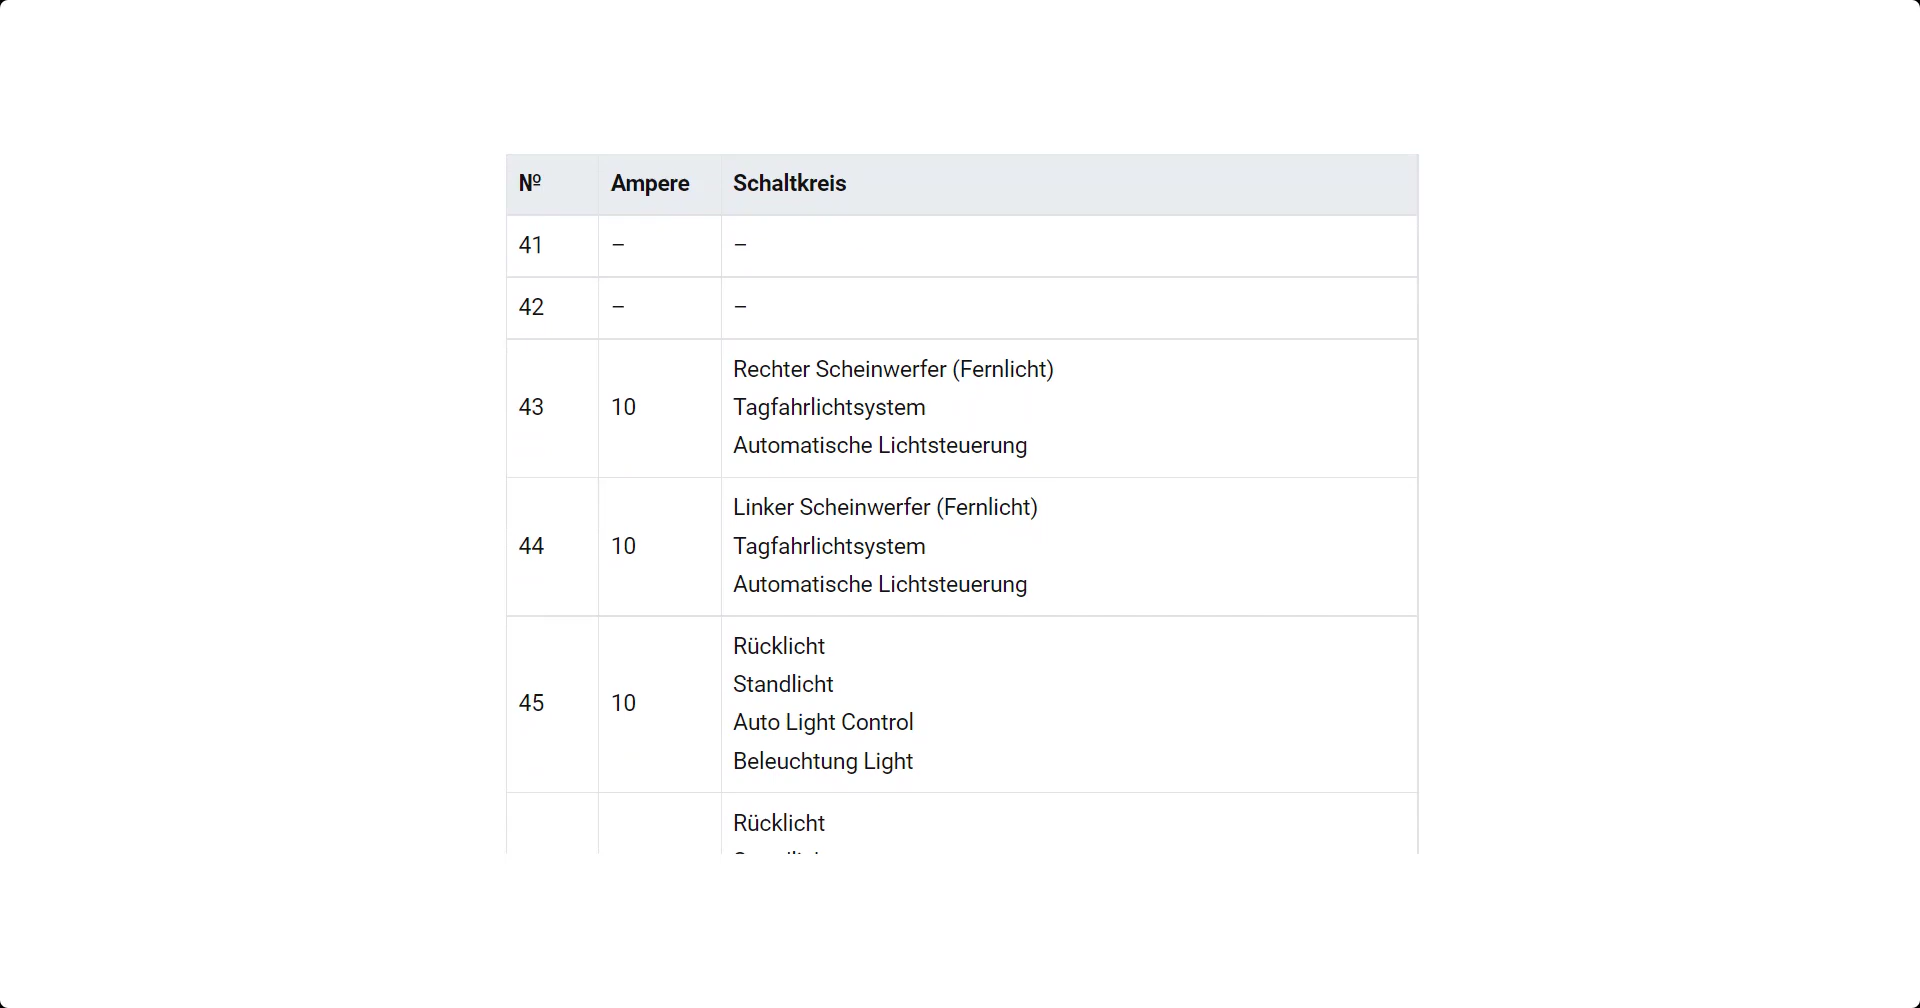 Nº Ampere Schaltkreis
41 – –
42 – –
43 10 Rechter Scheinwerfer (Fernlicht)
Tagfahrlichtsystem
Automatische Lichtsteuerung
44 10 Linker Scheinwerfer (Fernlicht)
Tagfahrlichtsystem
Automatische Lichtsteuerung
45 10 Rücklicht
Standlicht
Auto Light Control
Beleuchtung Light
Rücklicht